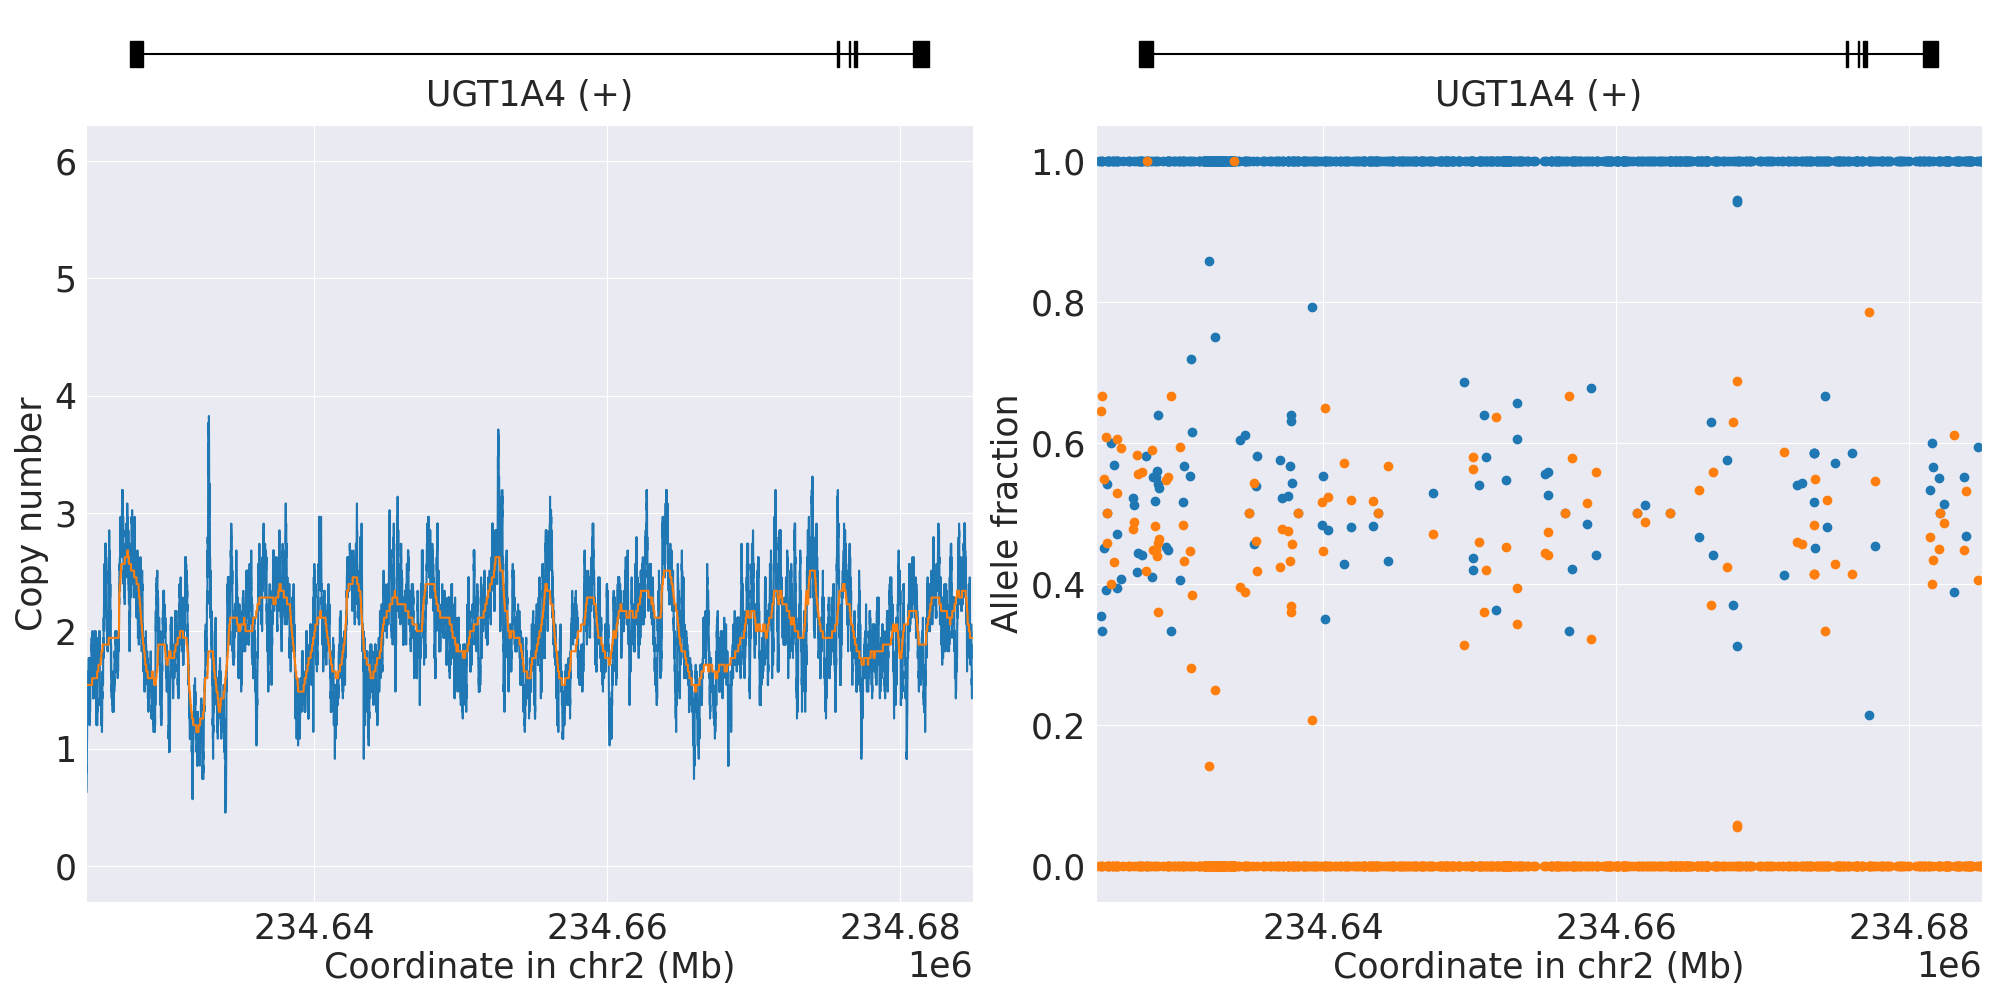 UGT1A4 (+)
6
5
4
3
2
1
0
Copy number
234.64
234.66
234.68
Coordinate in chr2 (Mb)
1e6
UGT1A4 (+)
1.0
0.8
0.6
0.4
0.2
0.0
Allele fraction
234.64
234.66
234.68
Coordinate in chr2 (Mb)
1e6